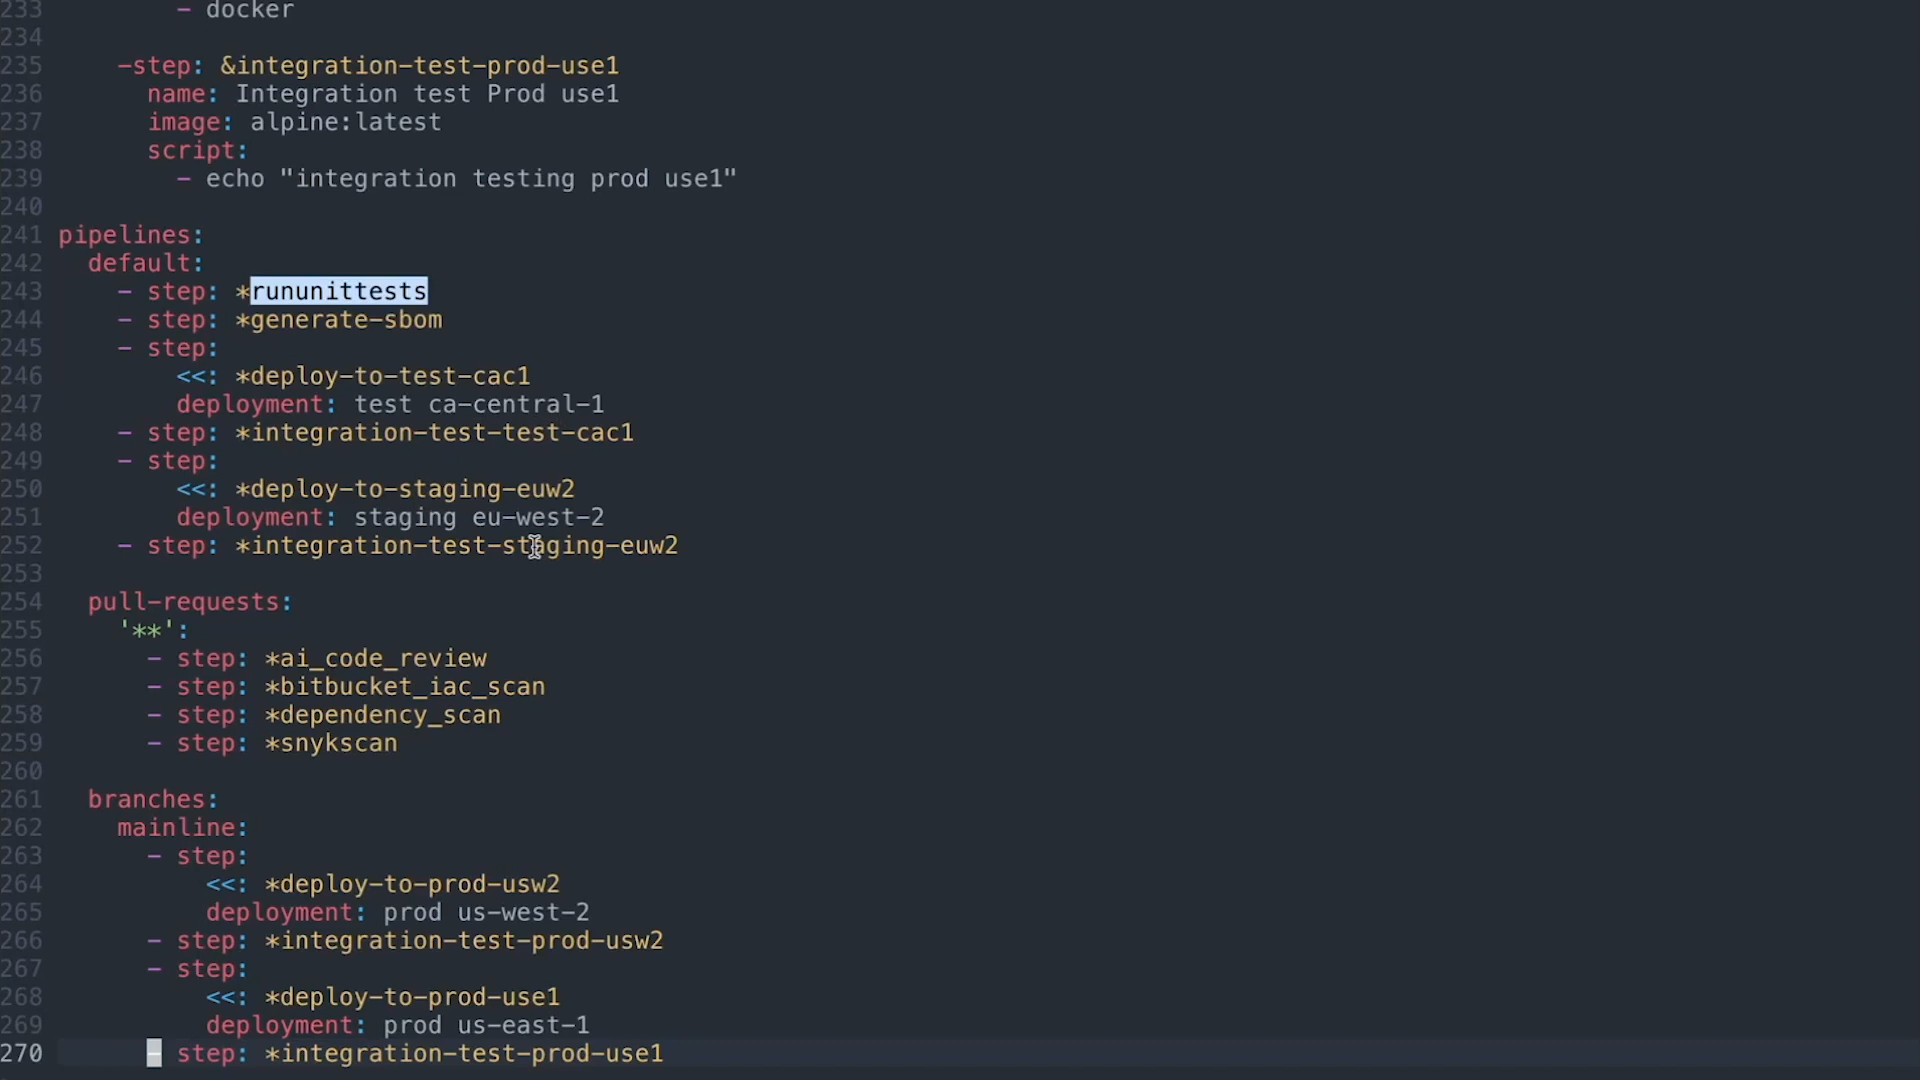 233 - docker
234
235 -step: &integration-test-prod-use1
236 name: Integration test Prod use1
237 image: alpine:latest
238 script:
239 - echo "integration testing prod use1"
240
241 pipelines:
242 default:
243 - step: *rununittests
244 - step: *generate-sbom
245 - step:
246 <<: *deploy-to-test-cac1
247 deployment: test ca-central-1
248 - step: *integration-test-test-cac1
249 - step:
250 <<: *deploy-to-staging-euw2
251 deployment: staging eu-west-2
252 - step: *integration-test-staging-euw2
253
254 pull-requests:
255 '**':
256 - step: *ai_code_review
257 - step: *bitbucket_iac_scan
258 - step: *dependency_scan
259 - step: *snykscan
260
261 branches:
262 mainline:
263 - step:
264 <<: *deploy-to-prod-usw2
265 deployment: prod us-west-2
266 - step: *integration-test-prod-usw2
267 - step:
268 <<: *deploy-to-prod-use1
269 deployment: prod us-east-1
270 - step: *integration-test-prod-use1